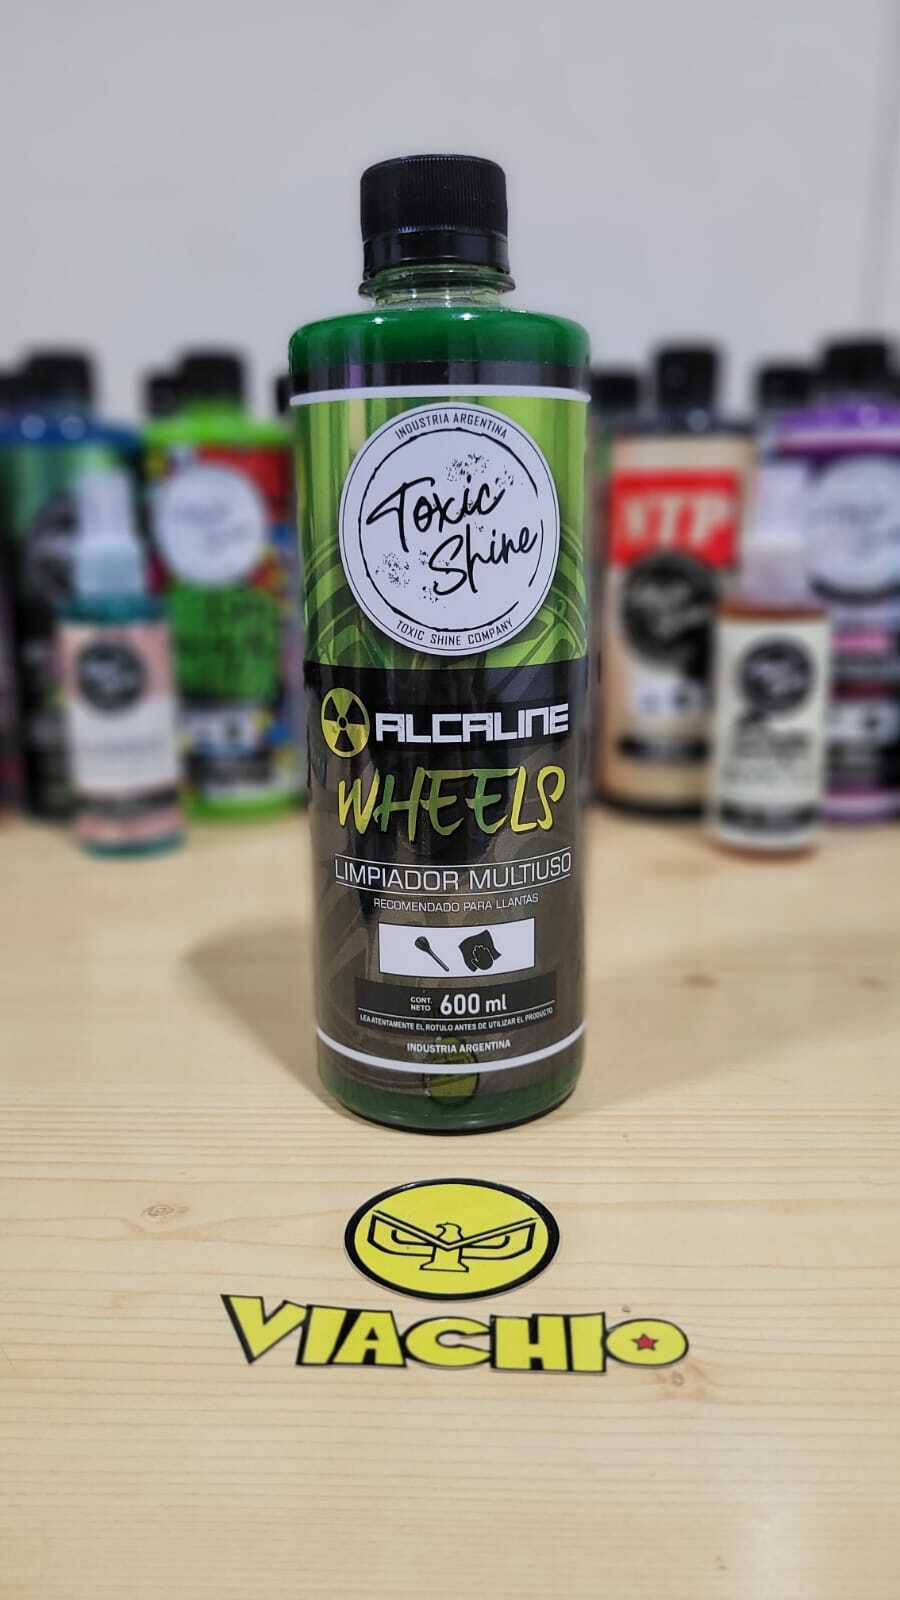 INDUSTRIA ARGENTINA
Toxic
Shine
TOXIC SHINE COMPANY
ALCALINE
WHEELS
LIMPIADOR MULTIUSO
RECOMENDADO PARA LLANTAS
CONT. NETO 600 ml
LEA ATENTAMENTE EL ROTULO ANTES DE UTILIZAR EL PRODUCTO
INDUSTRIA ARGENTINA
VIACHIO